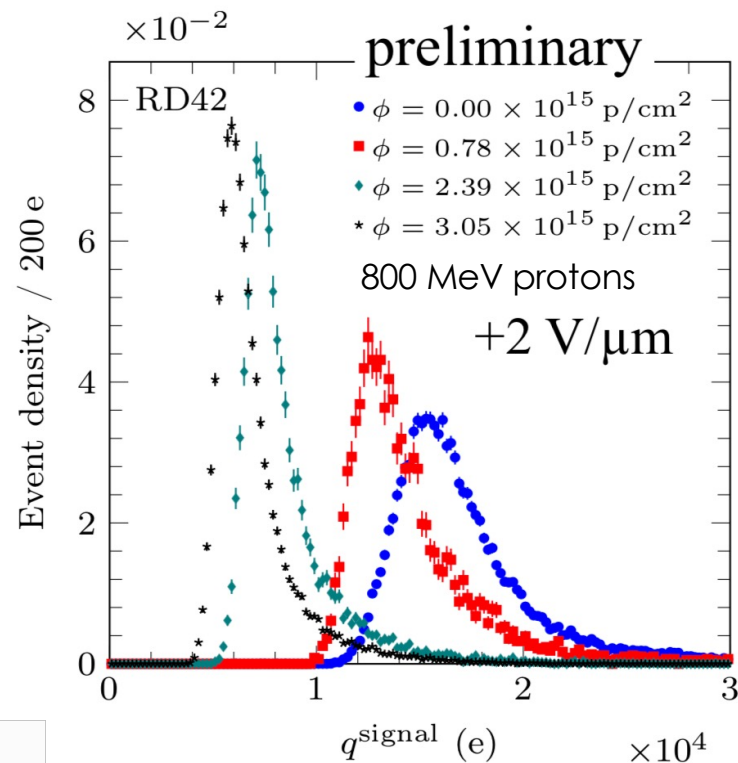 ×10⁻²
preliminary
RD42
ϕ = 0.00 × 10¹⁵ p/cm²
ϕ = 0.78 × 10¹⁵ p/cm²
ϕ = 2.39 × 10¹⁵ p/cm²
ϕ = 3.05 × 10¹⁵ p/cm²
800 MeV protons
+2 V/µm
Event density / 200 e
8
6
4
2
0
0 1 2 3
q^signal (e)
×10⁴